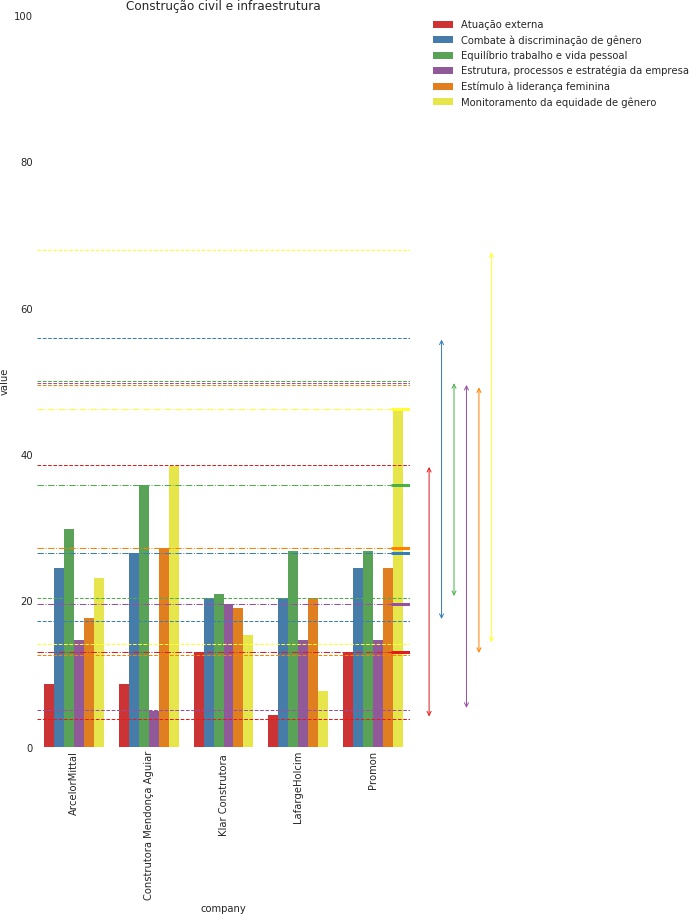 Construção civil e infraestrutura
Atuação externa
Combate à discriminação de gênero
Equilíbrio trabalho e vida pessoal
Estrutura, processos e estratégia da empresa
Estímulo à liderança feminina
Monitoramento da equidade de gênero
100
80
60
40
20
0
value
ArcelorMittal
Construtora Mendonça Aguiar
Klar Construtora
LafargeHolcim
Promon
company